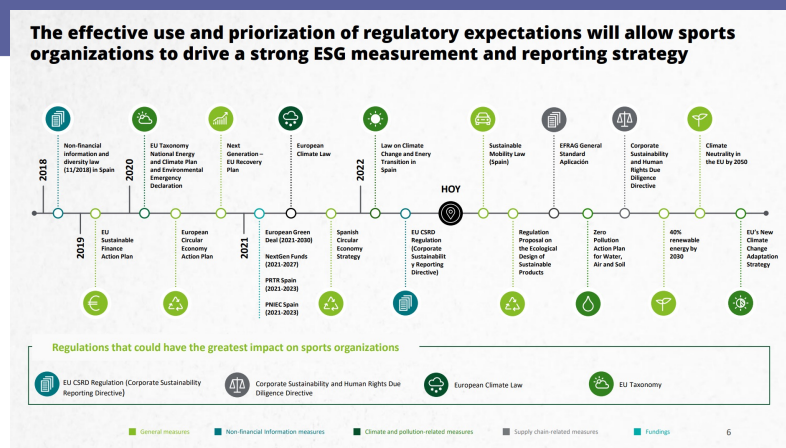 The effective use and priorization of regulatory expectations will allow sports
organizations to drive a strong ESG measurement and reporting strategy
2018
Non-financial
information and
diversity law
(11/2018) in Spain
2019
EU
Sustainable
Finance
Action Plan
2020
EU Taxonomy
National Energy
and Climate Plan
and Environmental
Emergency
Declaration
European
Circular
Economy
Action Plan
Next
Generation –
EU Recovery
Plan
2021
European Green
Deal (2021-2030)
NextGen Funds
(2021-2027)
PRTR Spain
(2021-2023)
PNIEC Spain
(2021-2023)
European
Climate Law
Spanish
Circular
Economy
Strategy
2022
Law on Climate
Change and Enery
Transition in
Spain
EU CSRD
Regulation
(Corporate
Sustainabilit
y Reporting
Directive)
HOY
Sustainable
Mobility Law
(Spain)
Regulation
Proposal on
the Ecological
Design of
Sustainable
Products
EFRAG General
Standard
Aplicación
Zero
Pollution
Action Plan
for Water,
Air and Soil
Corporate
Sustainability
and Human
Rights Due
Diligence
Directive
40%
renewable
energy by
2030
Climate
Neutrality in
the EU by 2050
EU's New
Climate
Change
Adaptation
Strategy
Regulations that could have the greatest impact on sports organizations
EU CSRD Regulation (Corporate Sustainability
Reporting Directive)
Corporate Sustainability and Human Rights Due
Diligence Directive
European Climate Law
EU Taxonomy
General measures
Non-financial Information measures
Climate and pollution-related measures
Supply chain-related measures
Fundings
6